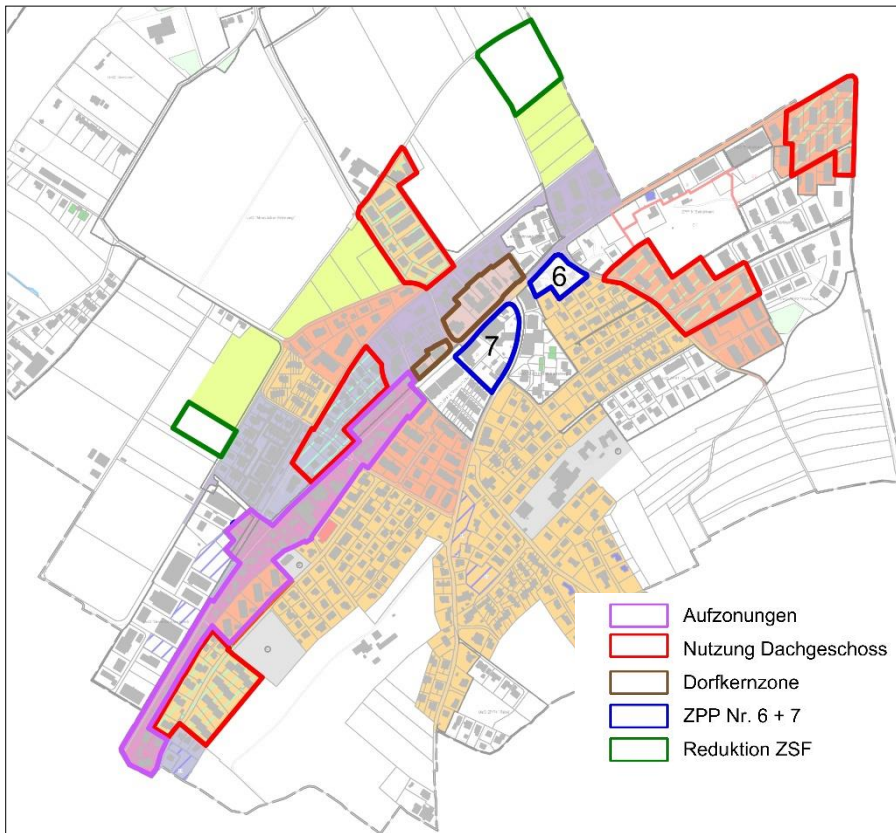 6
7
Aufzonungen
Nutzung Dachgeschoss
Dorfkernzone
ZPP Nr. 6 + 7
Reduktion ZSF